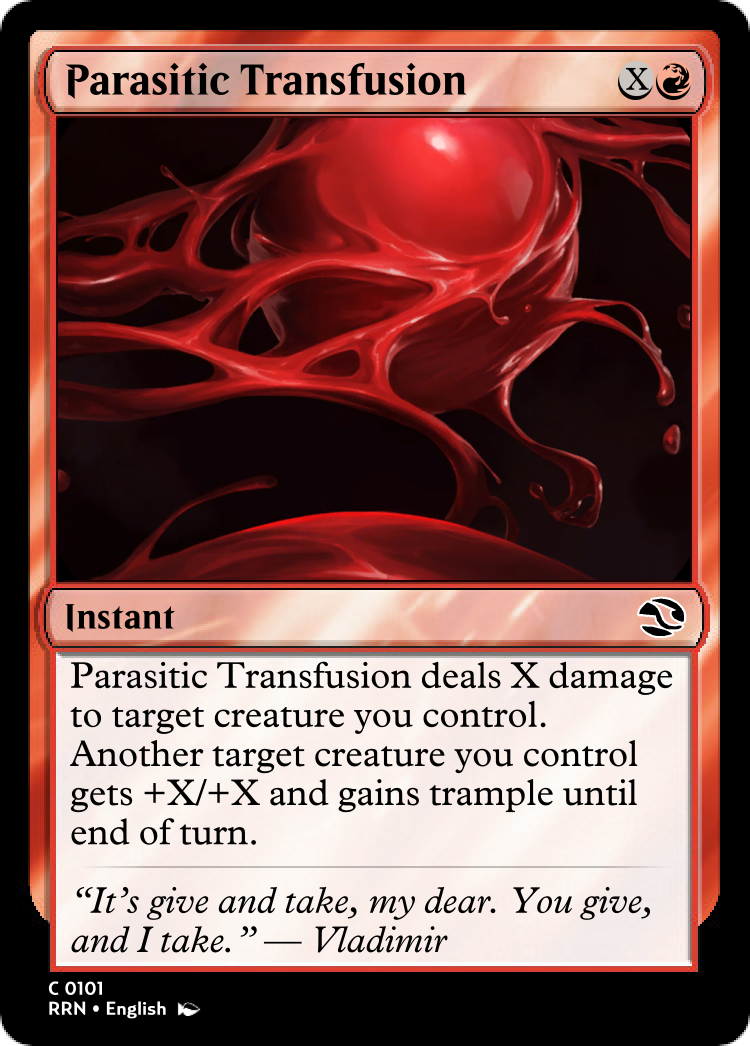 Parasitic Transfusion X
Instant
Parasitic Transfusion deals X damage
to target creature you control.
Another target creature you control
gets +X/+X and gains trample until
end of turn.
“It’s give and take, my dear. You give,
and I take.” — Vladimir
C 0101
RRN • English